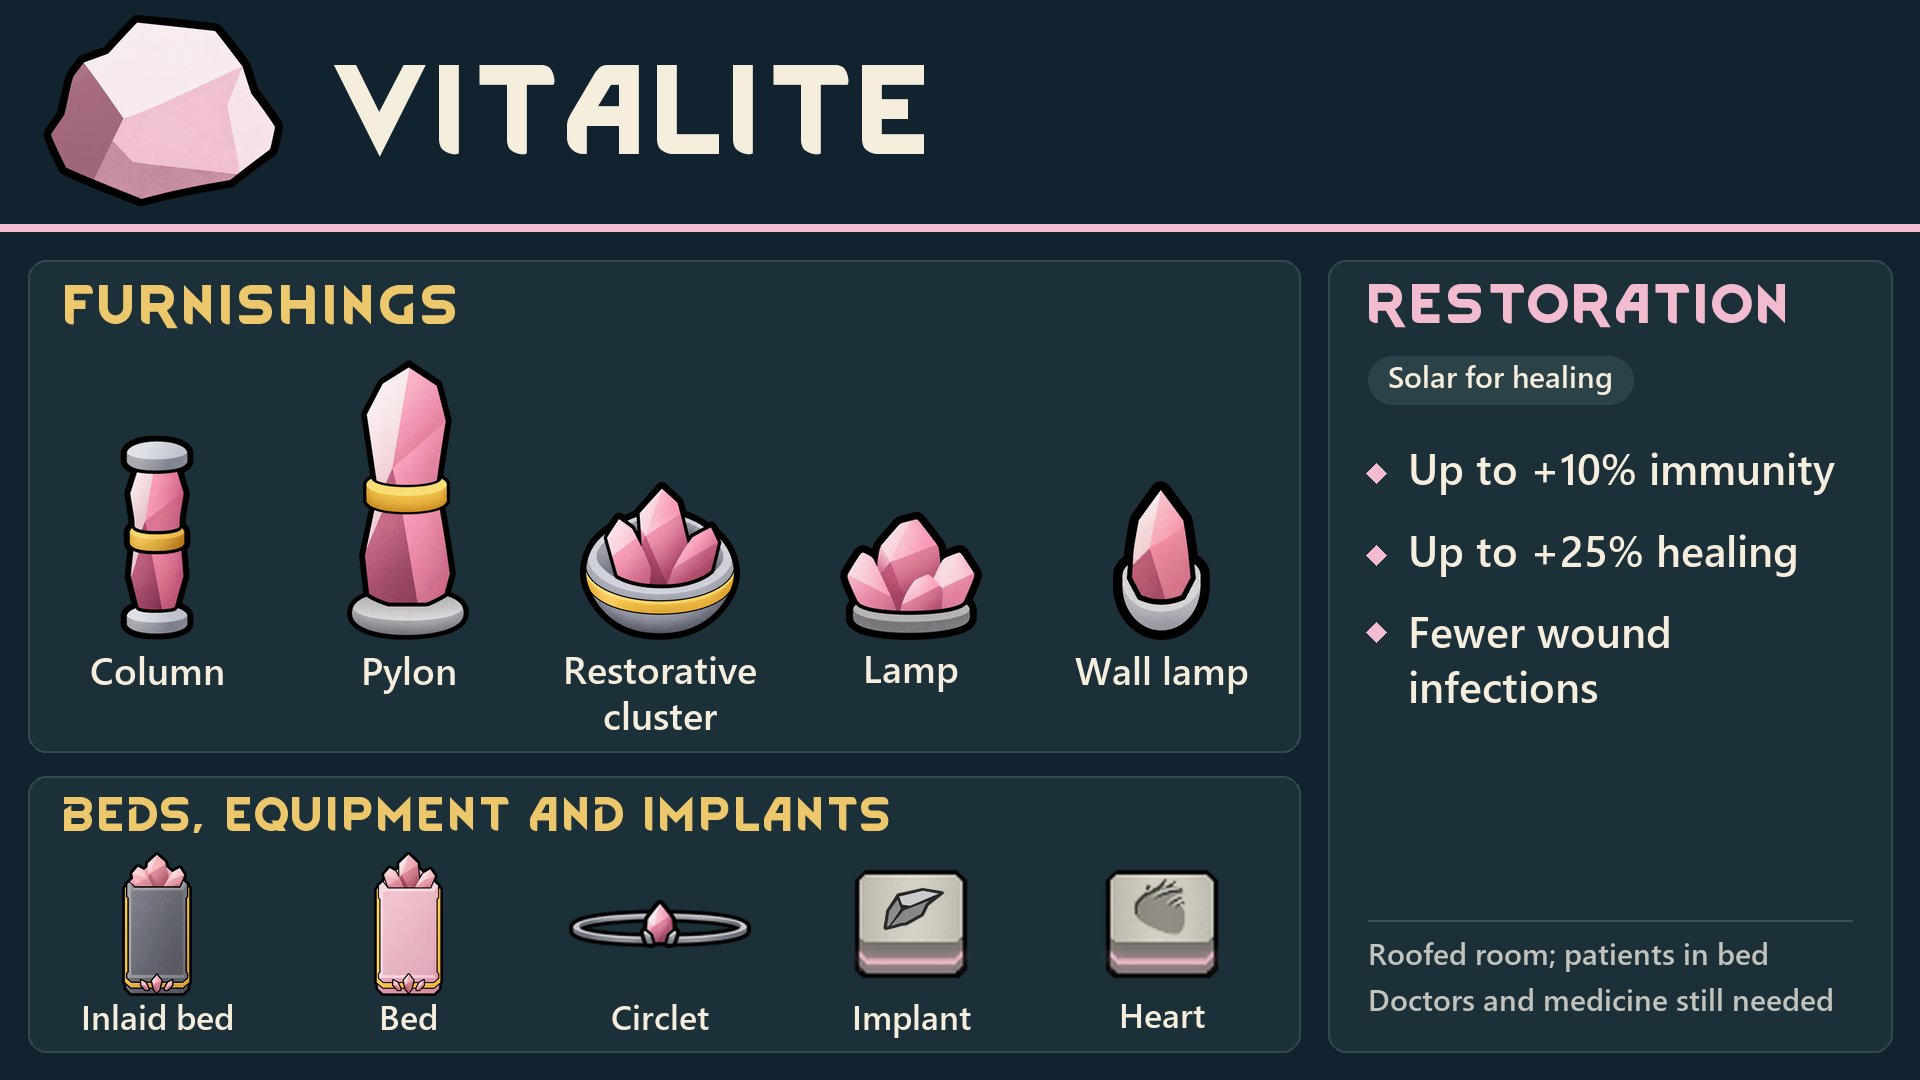 VITALITE
FURNISHINGS
Column
Pylon
Restorative
cluster
Lamp
Wall lamp
BEDS, EQUIPMENT AND IMPLANTS
Inlaid bed
Bed
Circlet
Implant
Heart
RESTORATION
Solar for healing
Up to +10% immunity
Up to +25% healing
Fewer wound
infections
Roofed room; patients in bed
Doctors and medicine still needed